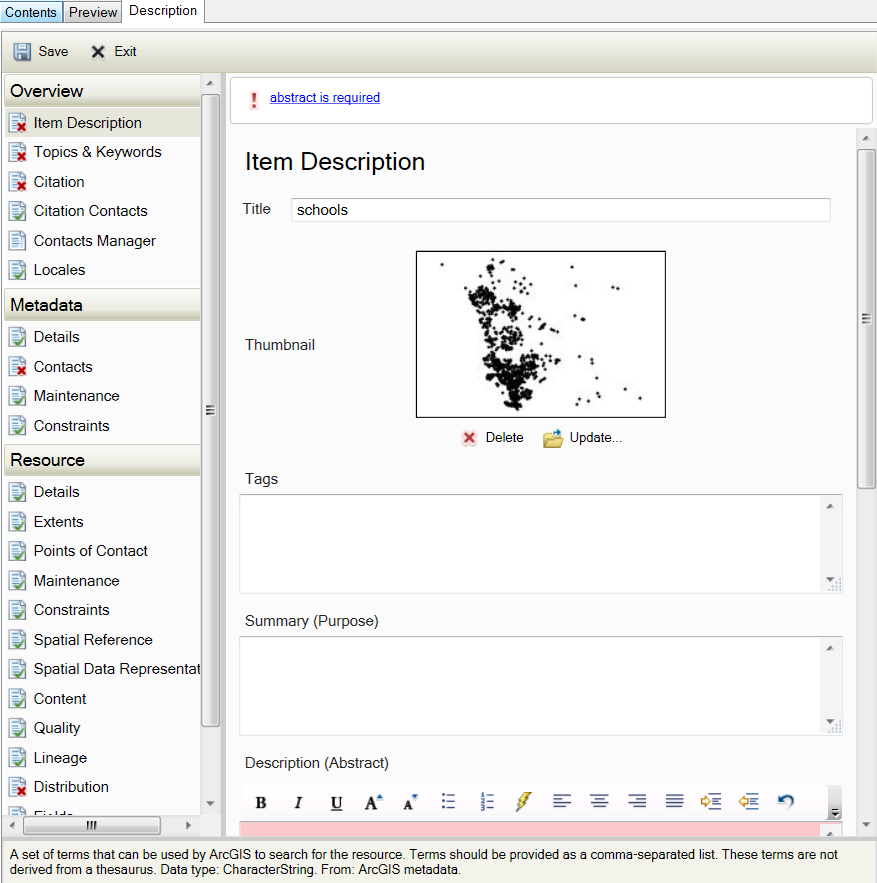 Contents Preview Description
Save Exit
Overview
Item Description
Topics & Keywords
Citation
Citation Contacts
Contacts Manager
Locales
Metadata
Details
Contacts
Maintenance
Constraints
Resource
Details
Extents
Points of Contact
Maintenance
Constraints
Spatial Reference
Spatial Data Representat
Content
Quality
Lineage
Distribution
Fields
abstract is required
Item Description
Title schools
Thumbnail
Delete Update...
Tags
Summary (Purpose)
Description (Abstract)
B I U A A
A set of terms that can be used by ArcGIS to search for the resource. Terms should be provided as a comma-separated list. These terms are not
derived from a thesaurus. Data type: CharacterString. From: ArcGIS metadata.